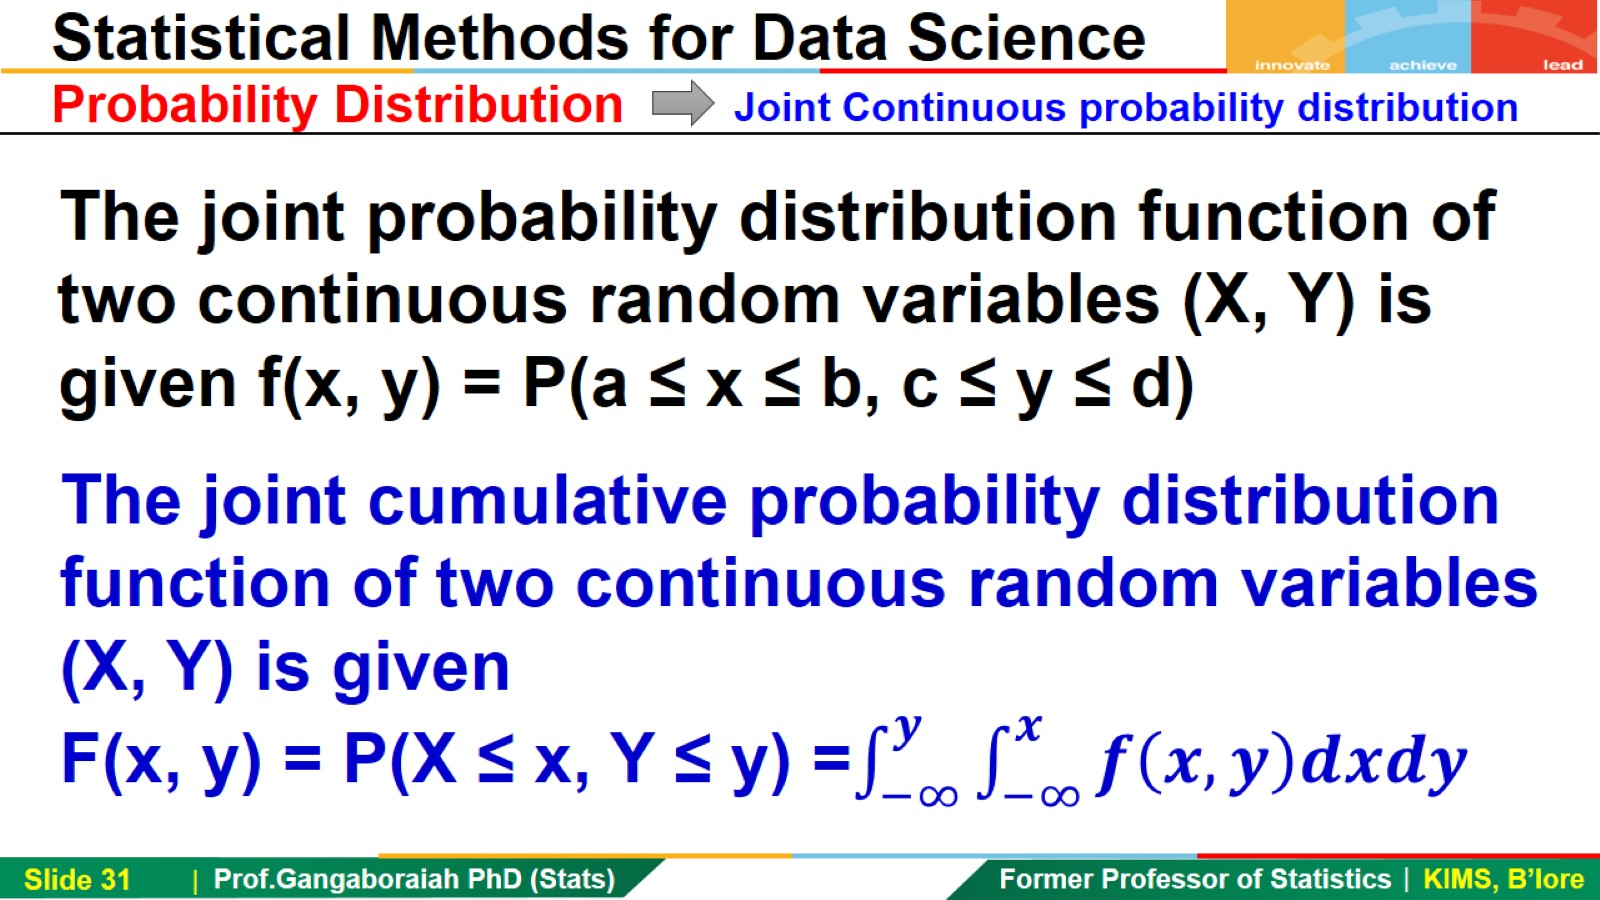 Statistical Methods for Data Science
innovate achieve lead
Probability Distribution Joint Continuous probability distribution
The joint probability distribution function of
two continuous random variables (X, Y) is
given f(x, y) = P(a ≤ x ≤ b, c ≤ y ≤ d)
The joint cumulative probability distribution
function of two continuous random variables
(X, Y) is given
F(x, y) = P(X ≤ x, Y ≤ y) = ∫_{-∞}^{y} ∫_{-∞}^{x} f(x, y)dxdy
Slide 31 | Prof.Gangaboraiah PhD (Stats) Former Professor of Statistics | KIMS, B’lore